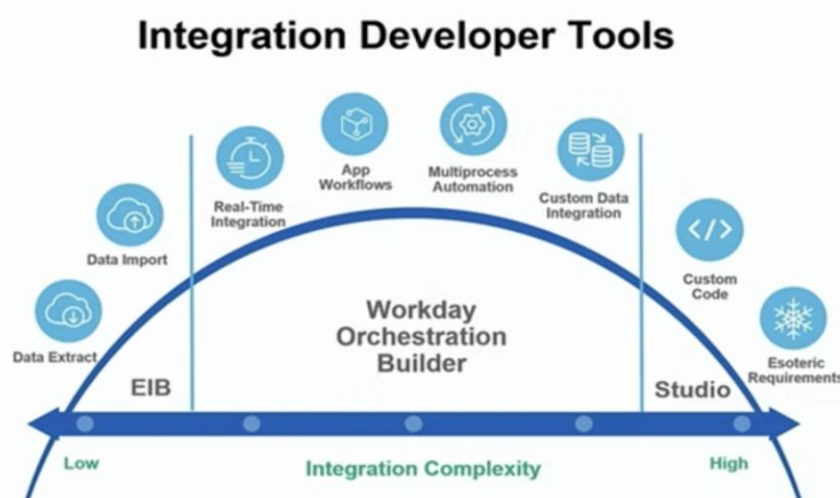 Integration Developer Tools
Real-Time
Integration
App
Workflows
Multiprocess
Automation
Custom Data
Integration
Data Import
Data Extract
Custom
Code
Esoteric
Requirements
EIB
Workday
Orchestration
Builder
Studio
Low
Integration Complexity
High